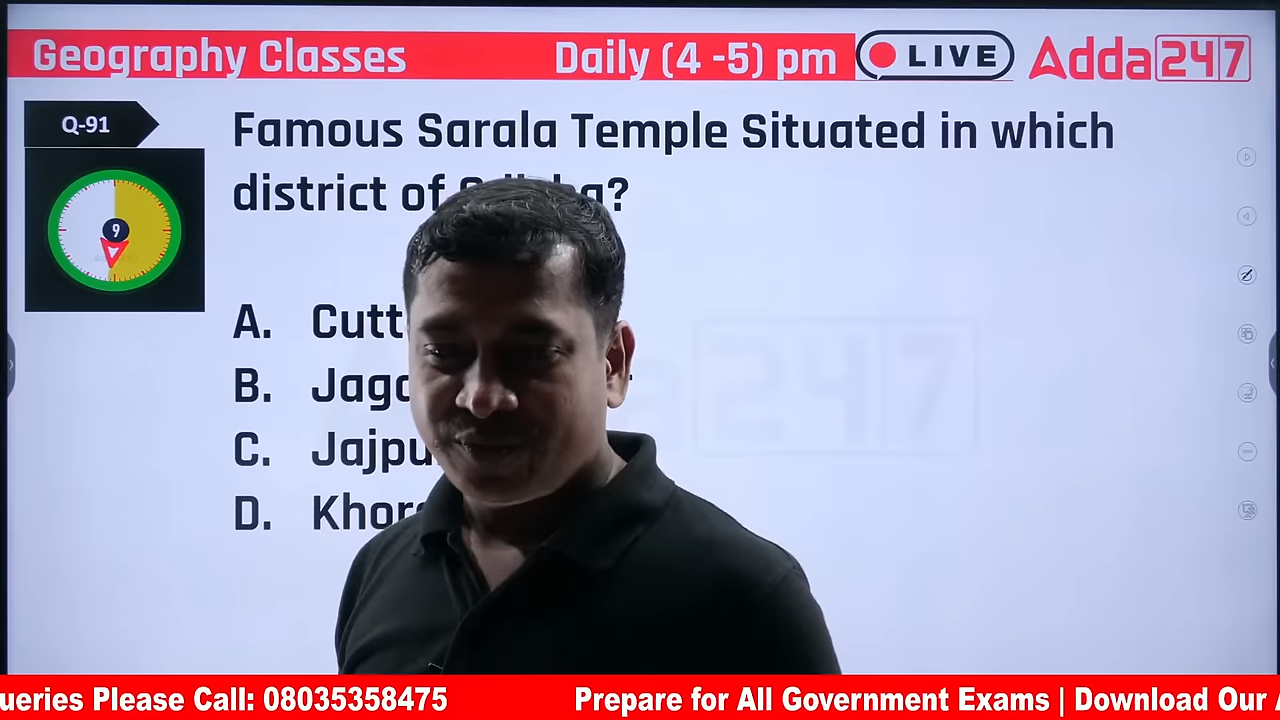 Geography Classes
Daily (4 -5) pm
LIVE
Adda247
Q-91
Famous Sarala Temple Situated in which
district of
9
A. Cutt
B. Jaga
C. Jajpu
D. Khor
ueries Please Call: 08035358475
Prepare for All Government Exams | Download Our